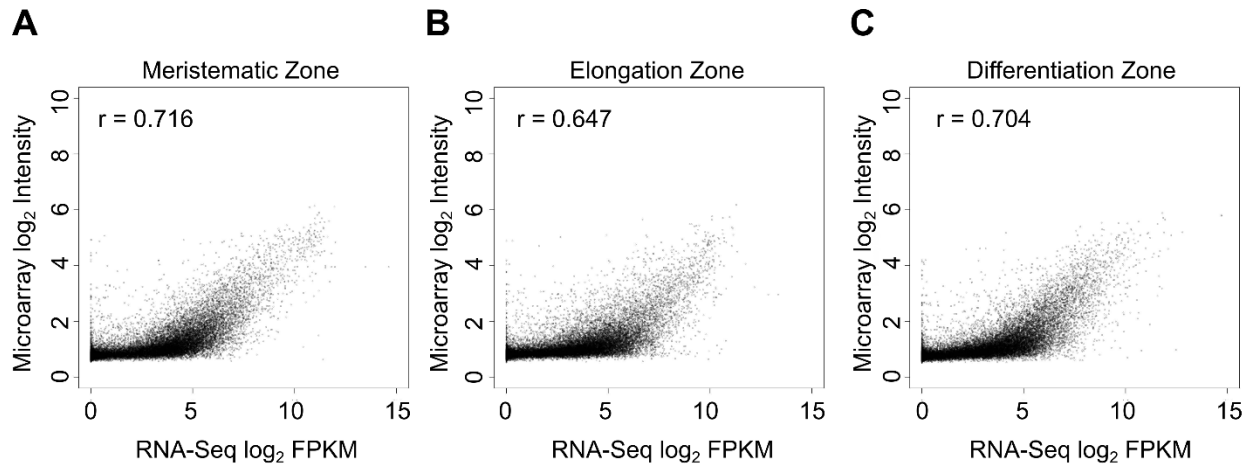 A
Meristematic Zone
r = 0.716
Microarray log₂ Intensity
0
2
4
6
8
10
0 5 10 15
RNA-Seq log₂ FPKM
B
Elongation Zone
r = 0.647
Microarray log₂ Intensity
0
2
4
6
8
10
0 5 10 15
RNA-Seq log₂ FPKM
C
Differentiation Zone
r = 0.704
Microarray log₂ Intensity
0
2
4
6
8
10
0 5 10 15
RNA-Seq log₂ FPKM